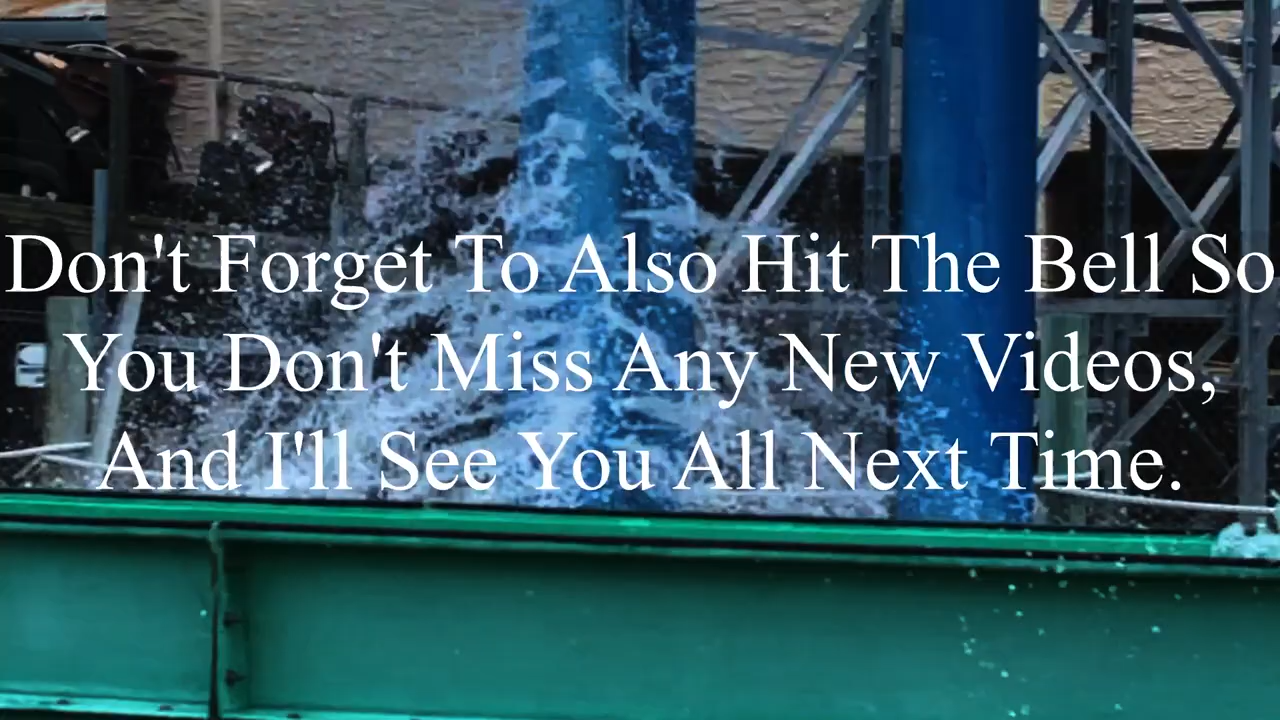 Don't Forget To Also Hit The Bell So
You Don't Miss Any New Videos,
And I'll See You All Next Time.